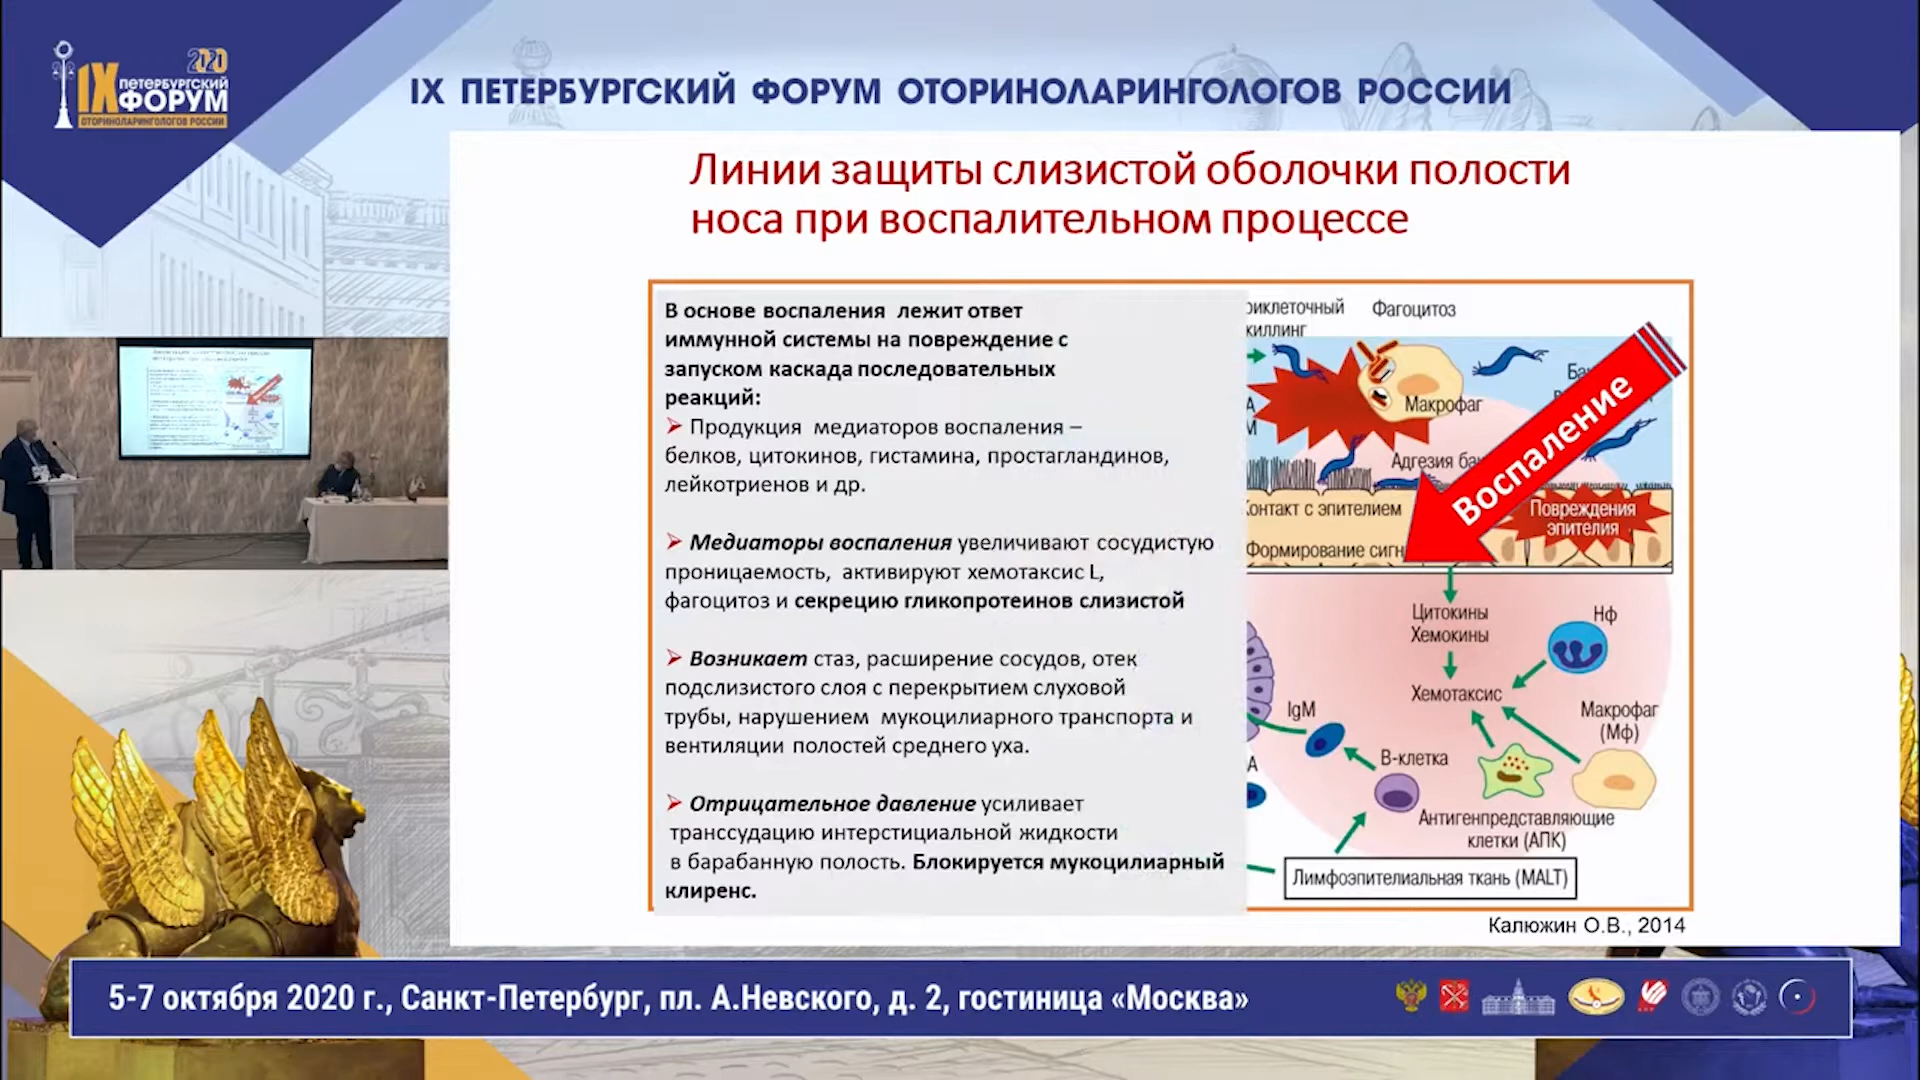 2020
IX ПЕТЕРБУРГСКИЙ
ФОРУМ
ОТОРИНОЛАРИНГОЛОГОВ РОССИИ
IX ПЕТЕРБУРГСКИЙ ФОРУМ ОТОРИНОЛАРИНГОЛОГОВ РОССИИ
Линии защиты слизистой оболочки полости
носа при воспалительном процессе
В основе воспаления лежит ответ
иммунной системы на повреждение с
запуском каскада последовательных
реакций:
Продукция медиаторов воспаления –
белков, цитокинов, гистамина, простагландинов,
лейкотриенов и др.
Медиаторы воспаления увеличивают сосудистую
проницаемость, активируют хемотаксис L,
фагоцитоз и секрецию гликопротеинов слизистой
Возникает стаз, расширение сосудов, отек
подслизистого слоя с перекрытием слуховой
трубы, нарушением мукоцилиарного транспорта и
вентиляции полостей среднего уха.
Отрицательное давление усиливает
транссудацию интерстициальной жидкости
в барабанную полость. Блокируется мукоцилиарный
клиренс.
Фагоцитоз
киллинг
Макрофаг
Воспаление
Адгезия
Контакт с эпителием
Повреждения
эпителия
Формирование
Цитокины
Хемокины
Нф
Хемотаксис
IgM
Макрофаг
(Мф)
В-клетка
Антигенпредставляющие
клетки (АПК)
Лимфоэпителиальная ткань (MALT)
Калюжин О.В., 2014
5-7 октября 2020 г., Санкт-Петербург, пл. А.Невского, д. 2, гостиница «Москва»